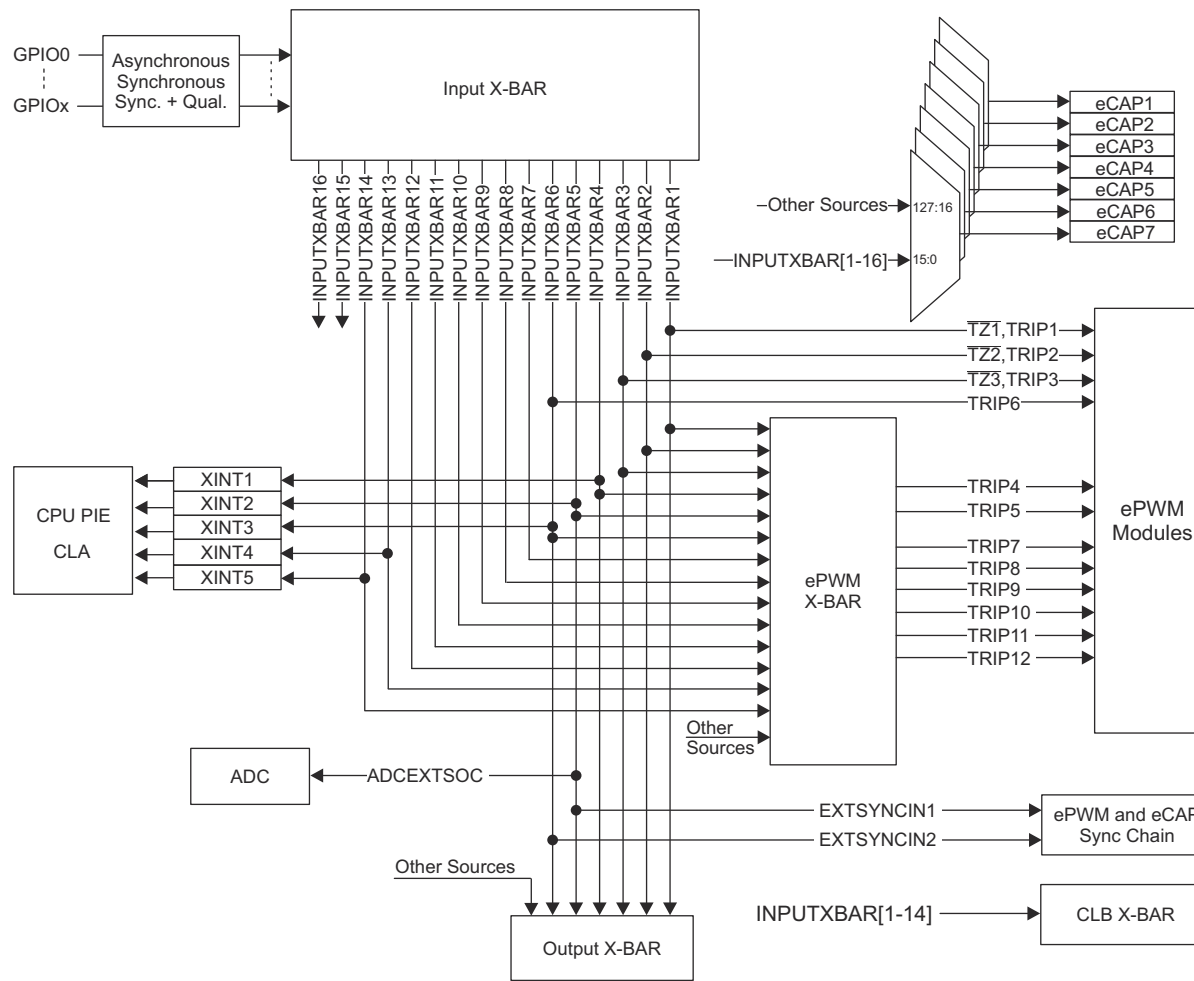 GPIO0
GPIOx
Asynchronous
Synchronous
Sync. + Qual.
Input X-BAR
INPUTXBAR16
INPUTXBAR15
INPUTXBAR14
INPUTXBAR13
INPUTXBAR12
INPUTXBAR11
INPUTXBAR10
INPUTXBAR9
INPUTXBAR8
INPUTXBAR7
INPUTXBAR6
INPUTXBAR5
INPUTXBAR4
INPUTXBAR3
INPUTXBAR2
INPUTXBAR1
Other Sources
127:16
INPUTXBAR[1-16]
15:0
eCAP1
eCAP2
eCAP3
eCAP4
eCAP5
eCAP6
eCAP7
TZ1,TRIP1
TZ2,TRIP2
TZ3,TRIP3
TRIP6
CPU PIE
CLA
XINT1
XINT2
XINT3
XINT4
XINT5
ePWM
X-BAR
Other
Sources
TRIP4
TRIP5
TRIP7
TRIP8
TRIP9
TRIP10
TRIP11
TRIP12
ePWM
Modules
ADC
ADCEXTSOC
EXTSYNCIN1
EXTSYNCIN2
ePWM and eCAP
Sync Chain
Other Sources
Output X-BAR
INPUTXBAR[1-14]
CLB X-BAR